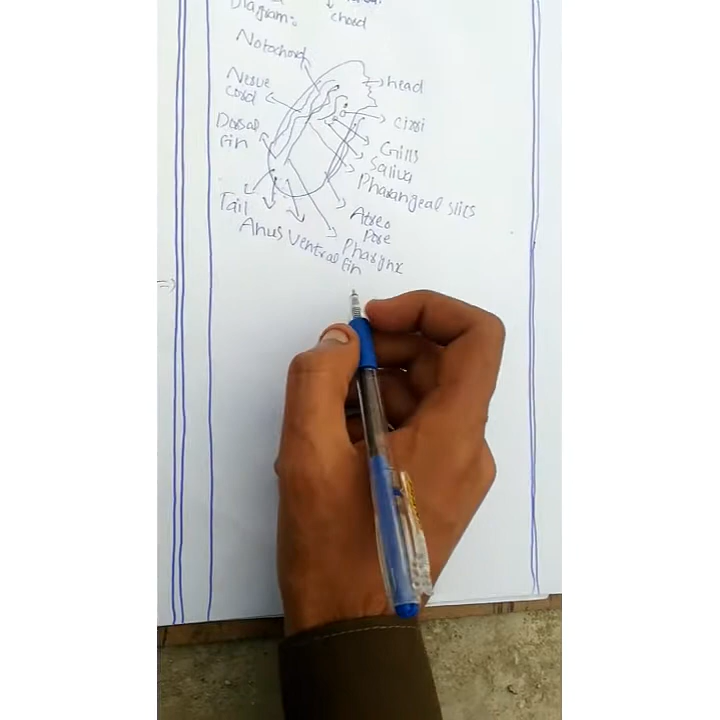 Diagram:
chord
Notochord
head
Nerve
cord
cirri
Dorsal
fin
Gills
Saliva
Pharangeal slits
Tail
Atreo
Pore
Anus
Ventral fin
Pharynx